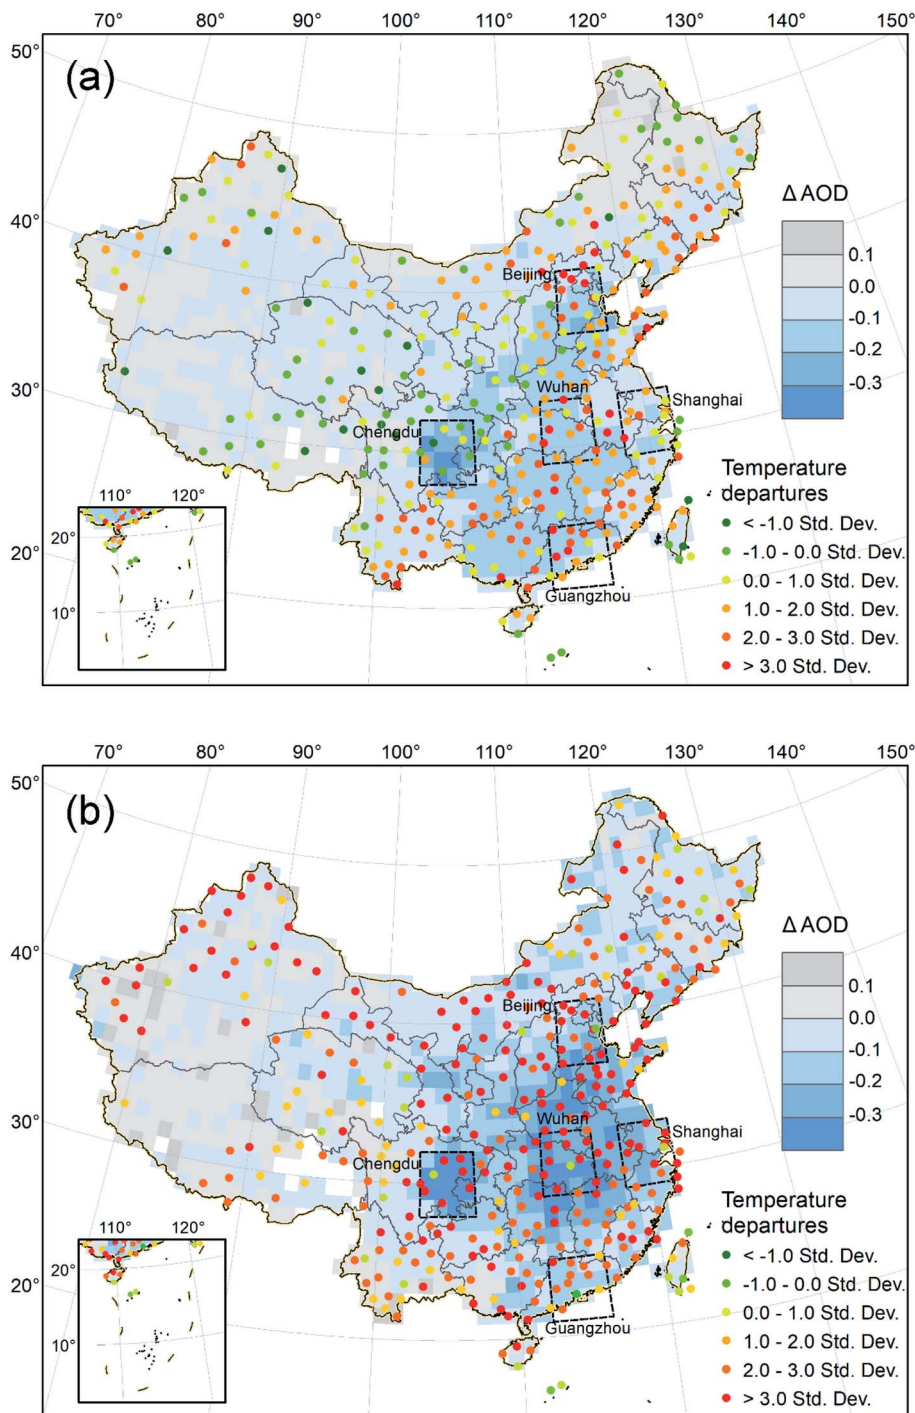 70° 80° 90° 100° 110° 120° 130° 150°
50°
(a)
Δ AOD
40°
0.1
0.0
Beijing
-0.1
-0.2
30°
Wuhan
-0.3
Shanghai
Chengdu
Temperature
departures
110° 120°
< -1.0 Std. Dev.
20°
20°
-1.0 - 0.0 Std. Dev.
0.0 - 1.0 Std. Dev.
Guangzhou
10°
1.0 - 2.0 Std. Dev.
2.0 - 3.0 Std. Dev.
> 3.0 Std. Dev.
70° 80° 90° 100° 110° 120° 130° 150°
50°
(b)
Δ AOD
40°
0.1
0.0
Beijing
-0.1
-0.2
30°
Wuhan
-0.3
Shanghai
Chengdu
Temperature
departures
110° 120°
< -1.0 Std. Dev.
20°
20°
-1.0 - 0.0 Std. Dev.
0.0 - 1.0 Std. Dev.
Guangzhou
10°
1.0 - 2.0 Std. Dev.
2.0 - 3.0 Std. Dev.
> 3.0 Std. Dev.